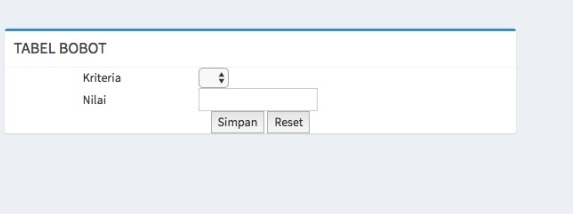 TABEL BOBOT
Kriteria
Nilai
Simpan Reset